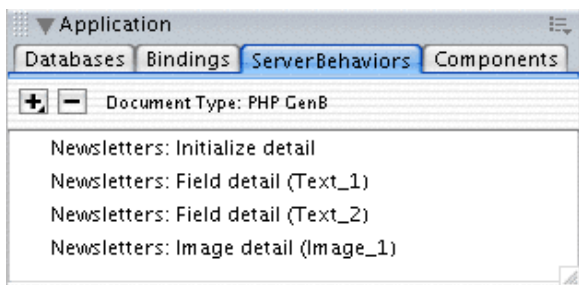 Application
Databases Bindings ServerBehaviors Components
Document Type: PHP GenB
Newsletters: Initialize detail
Newsletters: Field detail (Text_1)
Newsletters: Field detail (Text_2)
Newsletters: Image detail (Image_1)